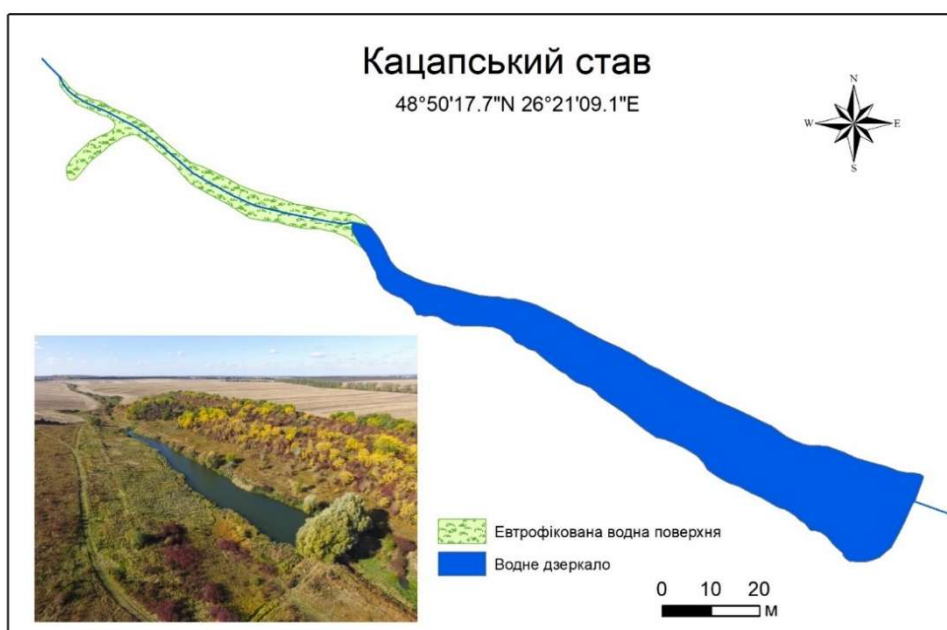 Кацапський став
48°50'17.7"N 26°21'09.1"E
N
W E
S
Евтрофікована водна поверхня
Водне дзеркало
0 10 20
М